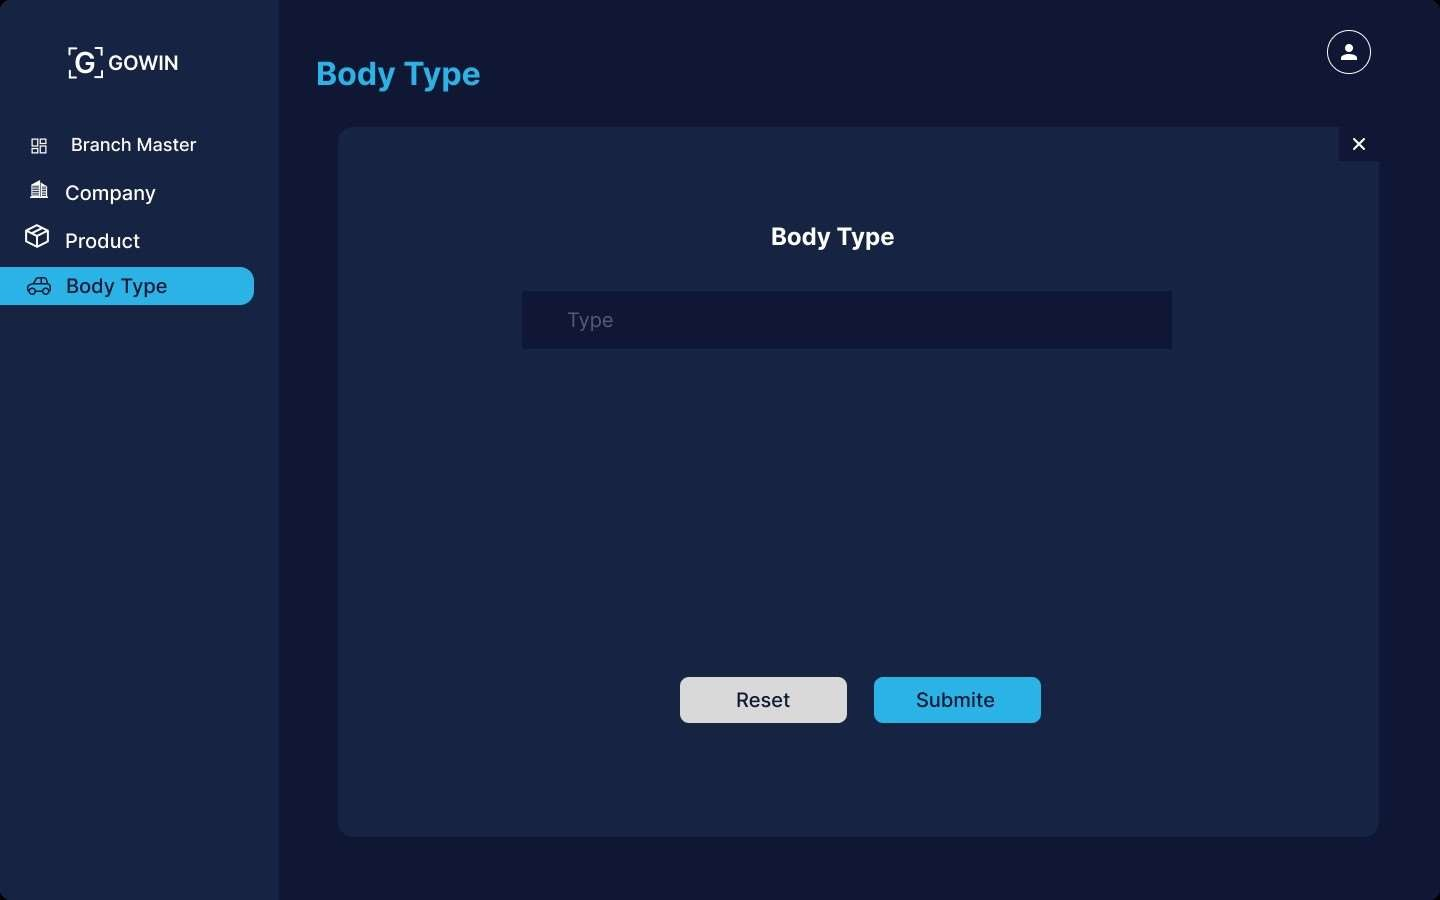 G GOWIN
Body Type
Branch Master
Company
Product
Body Type
Body Type
Type
Reset
Submite